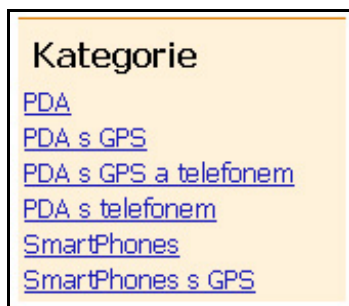 Kategorie
PDA
PDA s GPS
PDA s GPS a telefonem
PDA s telefonem
SmartPhones
SmartPhones s GPS